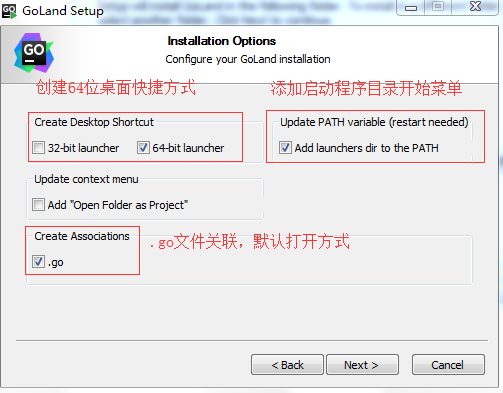 GoLand Setup
GO
Installation Options
Configure your GoLand installation
创建64位桌面快捷方式
添加启动程序目录开始菜单
Create Desktop Shortcut
Update PATH variable (restart needed)
32-bit launcher
64-bit launcher
Add launchers dir to the PATH
Update context menu
Add "Open Folder as Project"
Create Associations
.go文件关联，默认打开方式
.go
< Back
Next >
Cancel